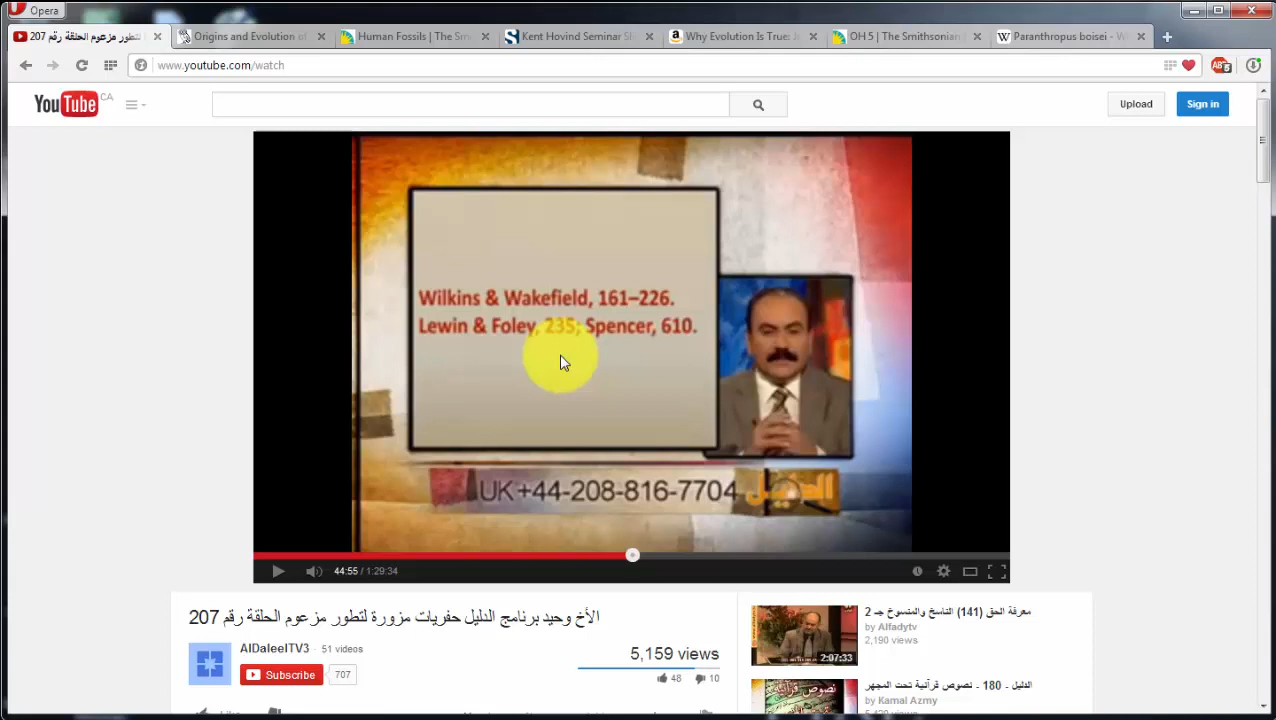 Opera
لتطور مزعوم الحلقة رقم 207
Origins and Evolution of
Human Fossils | The Sm
Kent Hovind Seminar S
Why Evolution Is True: J
OH 5 | The Smithsonian
Paranthropus boisei - W
www.youtube.com/watch
YouTube CA
Upload
Sign in
Wilkins & Wakefield, 161–226.
Lewin & Foley, 235; Spencer, 610.
UK+44-208-816-7704
الدليل
44:55 / 1:29:34
الأخ وحيد برنامج الدليل حفريات مزورة لتطور مزعوم الحلقة رقم 207
AlDaleelTV3 · 51 videos
Subscribe 707
5,159 views
48 10
معرفة الحق (141) الناسخ والمنسوخ جـ 2
by Alfadytv
2,190 views
2:07:33
الدليل - 180 - نصوص قرآنية تحت المجهر
by Kamal Azmy